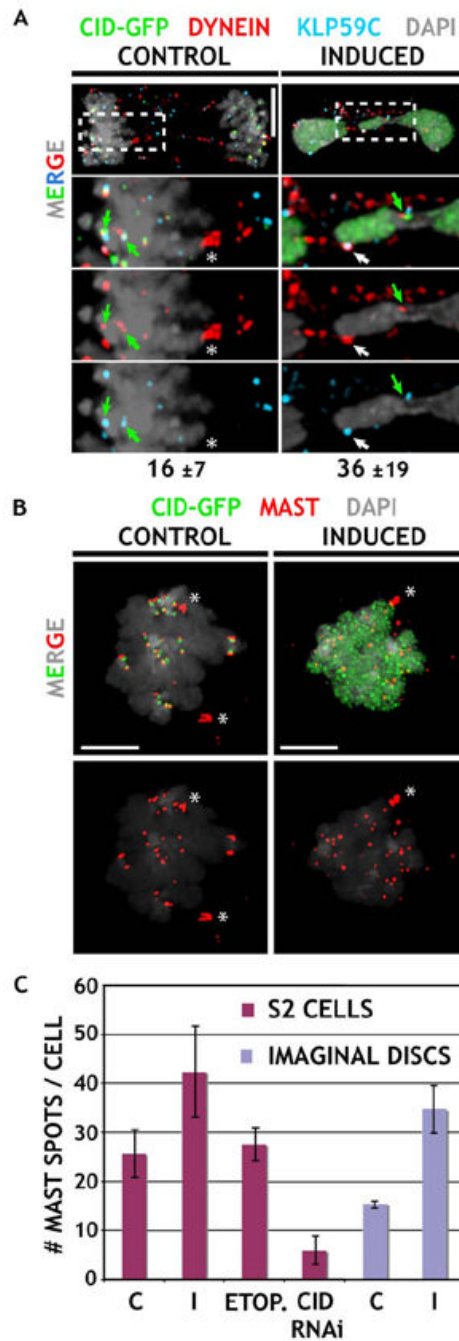 A
CID-GFP DYNEIN KLP59C DAPI
CONTROL INDUCED
MERGE
*
*
*
16 ±7 36 ±19
B
CID-GFP MAST DAPI
CONTROL INDUCED
MERGE
* *
*
* *
*
C
# MAST SPOTS / CELL
60
50
40
30
20
10
0
S2 CELLS
IMAGINAL DISCS
C I ETOP. CID RNAi C I